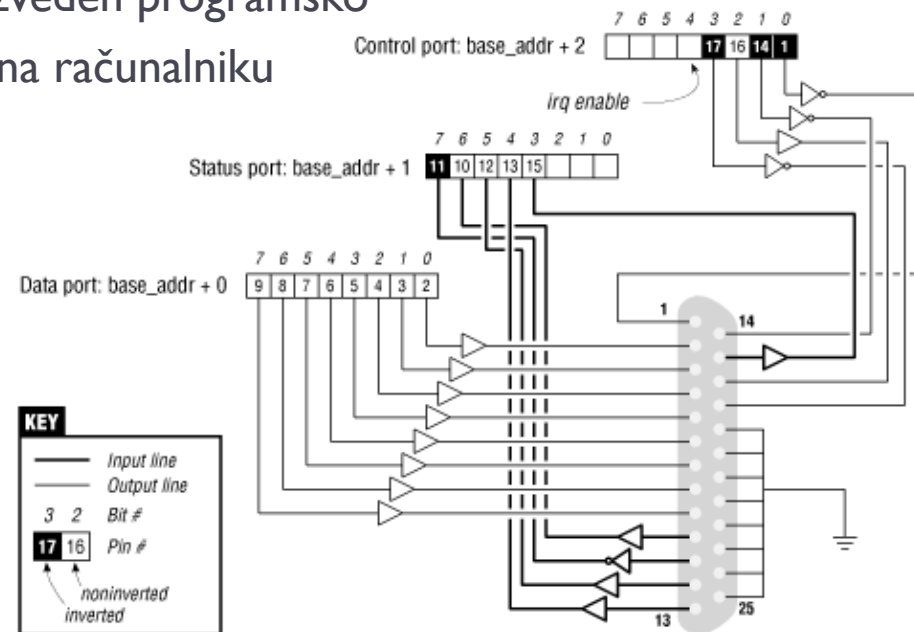 zveden programsko
na računalniku
7 6 5 4 3 2 1 0
Control port: base_addr + 2
17 16 14 1
irq enable
7 6 5 4 3 2 1 0
Status port: base_addr + 1
11 10 12 13 15
7 6 5 4 3 2 1 0
Data port: base_addr + 0
9 8 7 6 5 4 3 2
1
14
KEY
Input line
Output line
3 2 Bit #
17 16 Pin #
noninverted
inverted
13
25